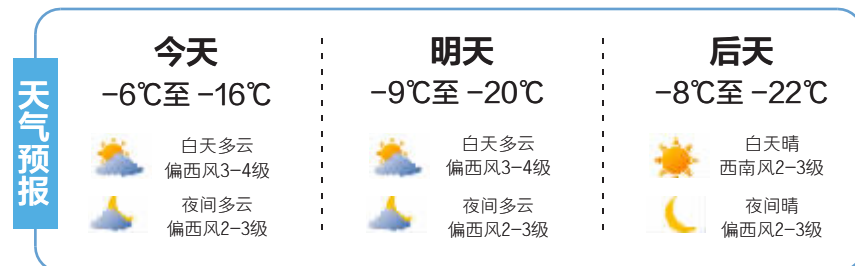 天气预报
今天
-6℃至 -16℃
白天多云
偏西风3-4级
夜间多云
偏西风2-3级
明天
-9℃至 -20℃
白天多云
偏西风3-4级
夜间多云
偏西风2-3级
后天
-8℃至 -22℃
白天晴
西南风2-3级
夜间晴
偏西风2-3级